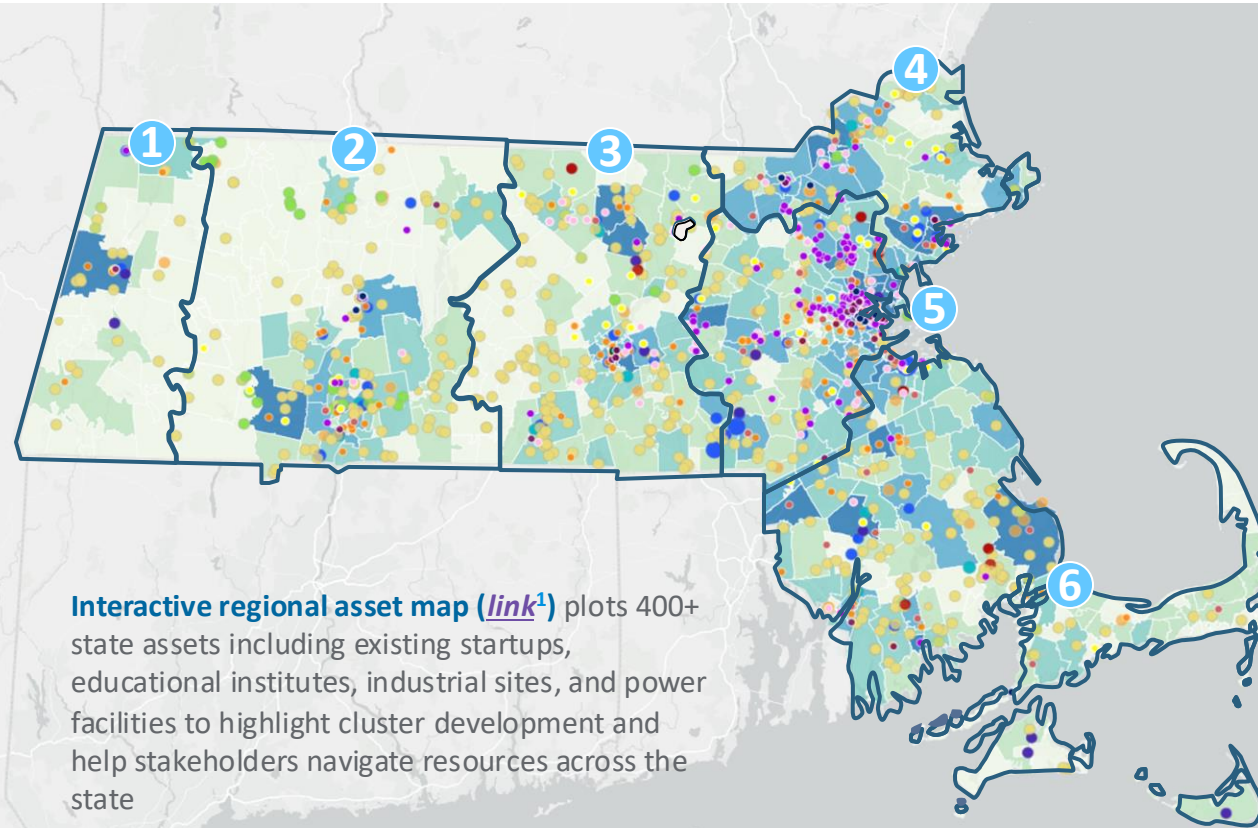 4
1
2
3
5
6
Interactive regional asset map (link1) plots 400+
state assets including existing startups,
educational institutes, industrial sites, and power
facilities to highlight cluster development and
help stakeholders navigate resources across the
state